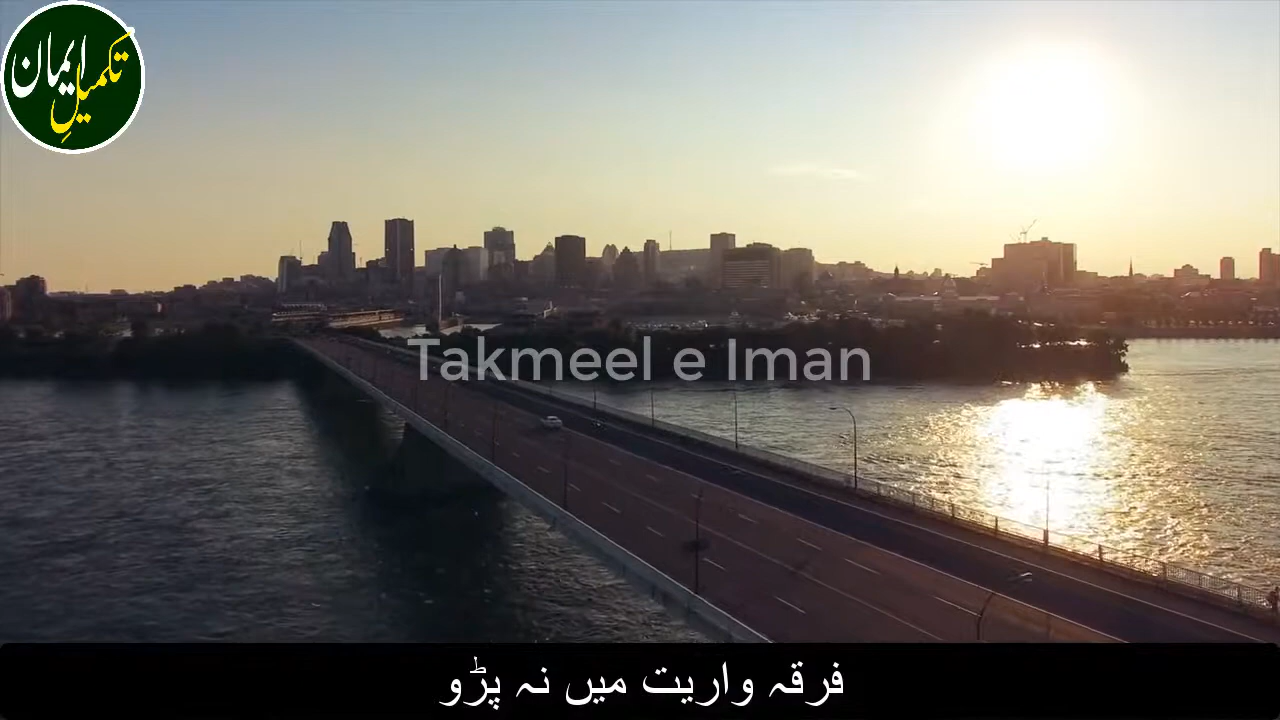 تکمیلِ ایمان
Takmeel e Iman
فرقہ واریت میں نہ پڑو